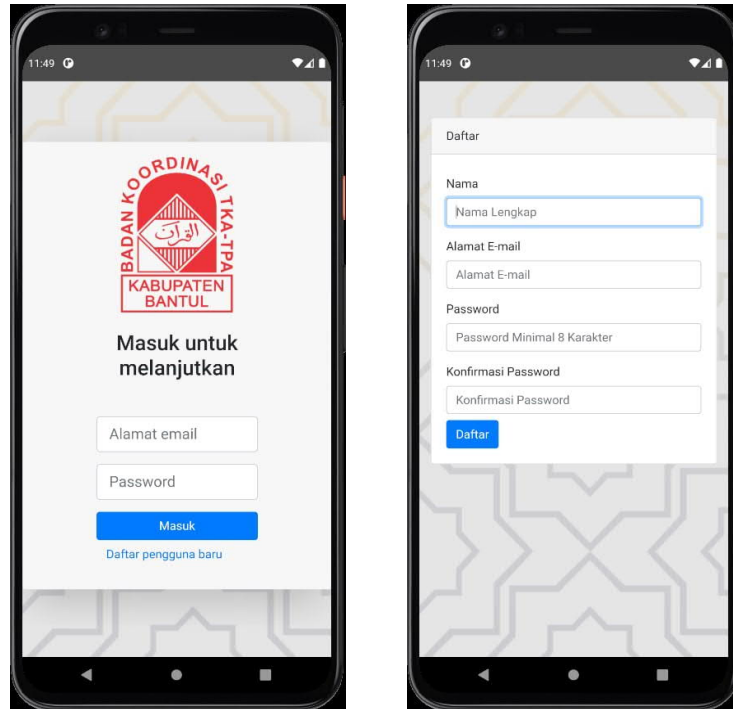 11:49
BADAN KOORDINASI TKA-TPA
القرآن
KABUPATEN
BANTUL
Masuk untuk
melanjutkan
Alamat email
Password
Masuk
Daftar pengguna baru
11:49
Daftar
Nama
Nama Lengkap
Alamat E-mail
Alamat E-mail
Password
Password Minimal 8 Karakter
Konfirmasi Password
Konfirmasi Password
Daftar